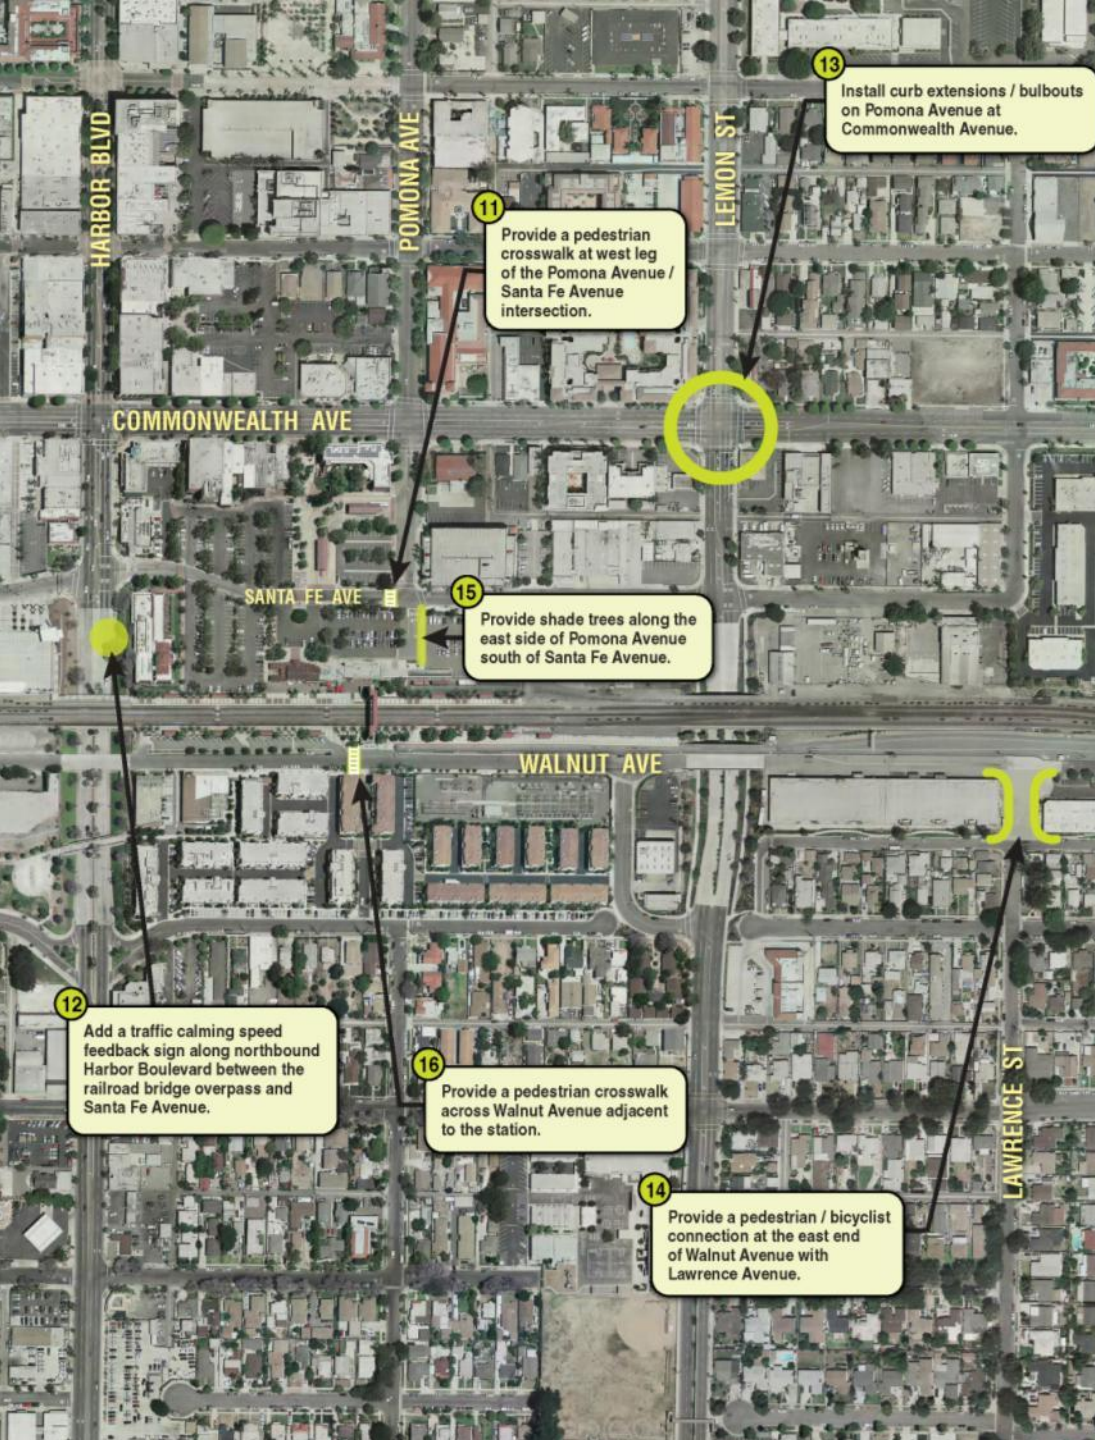 HARBOR BLVD
POMONA AVE
LEMON ST
13
Install curb extensions / bulbouts
on Pomona Avenue at
Commonwealth Avenue.
11
Provide a pedestrian
crosswalk at west leg
of the Pomona Avenue /
Santa Fe Avenue
intersection.
COMMONWEALTH AVE
SANTA FE AVE
15
Provide shade trees along the
east side of Pomona Avenue
south of Santa Fe Avenue.
WALNUT AVE
12
Add a traffic calming speed
feedback sign along northbound
Harbor Boulevard between the
railroad bridge overpass and
Santa Fe Avenue.
16
Provide a pedestrian crosswalk
across Walnut Avenue adjacent
to the station.
LAWRENCE ST
14
Provide a pedestrian / bicyclist
connection at the east end
of Walnut Avenue with
Lawrence Avenue.